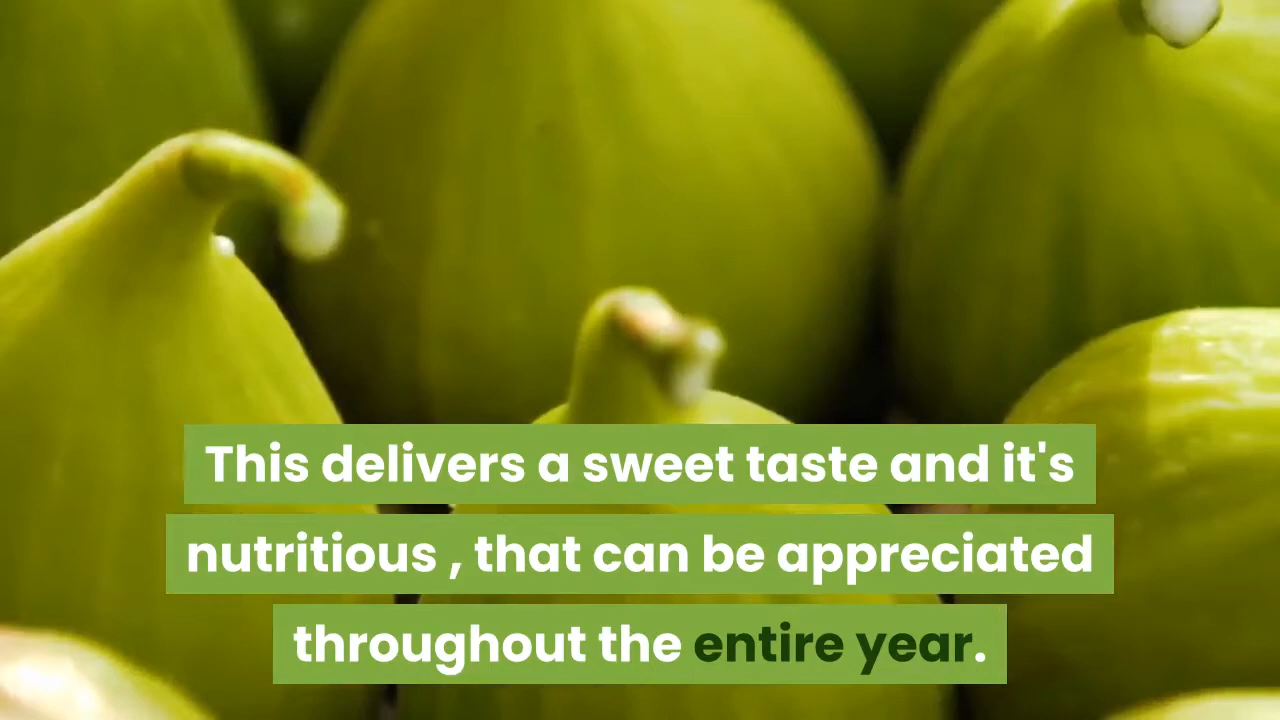 This delivers a sweet taste and it's
nutritious , that can be appreciated
throughout the entire year.